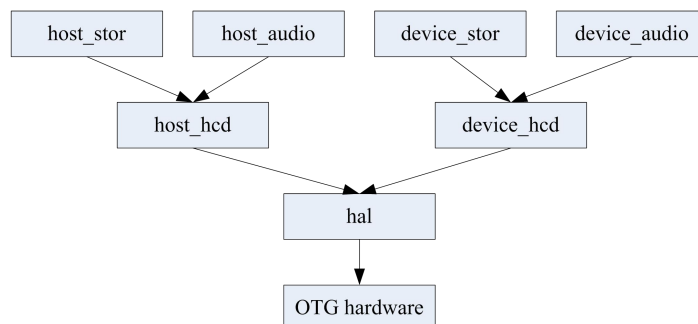 host_stor
host_audio
device_stor
device_audio
host_hcd
device_hcd
hal
OTG hardware